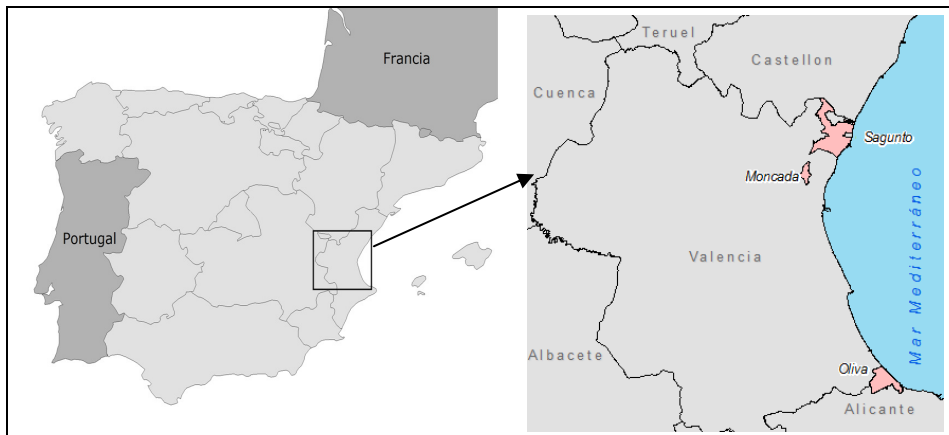 Francia
Portugal
Teruel
Castellon
Cuenca
Sagunto
Moncada
Valencia
Mar Mediterráneo
Albacete
Oliva
Alicante